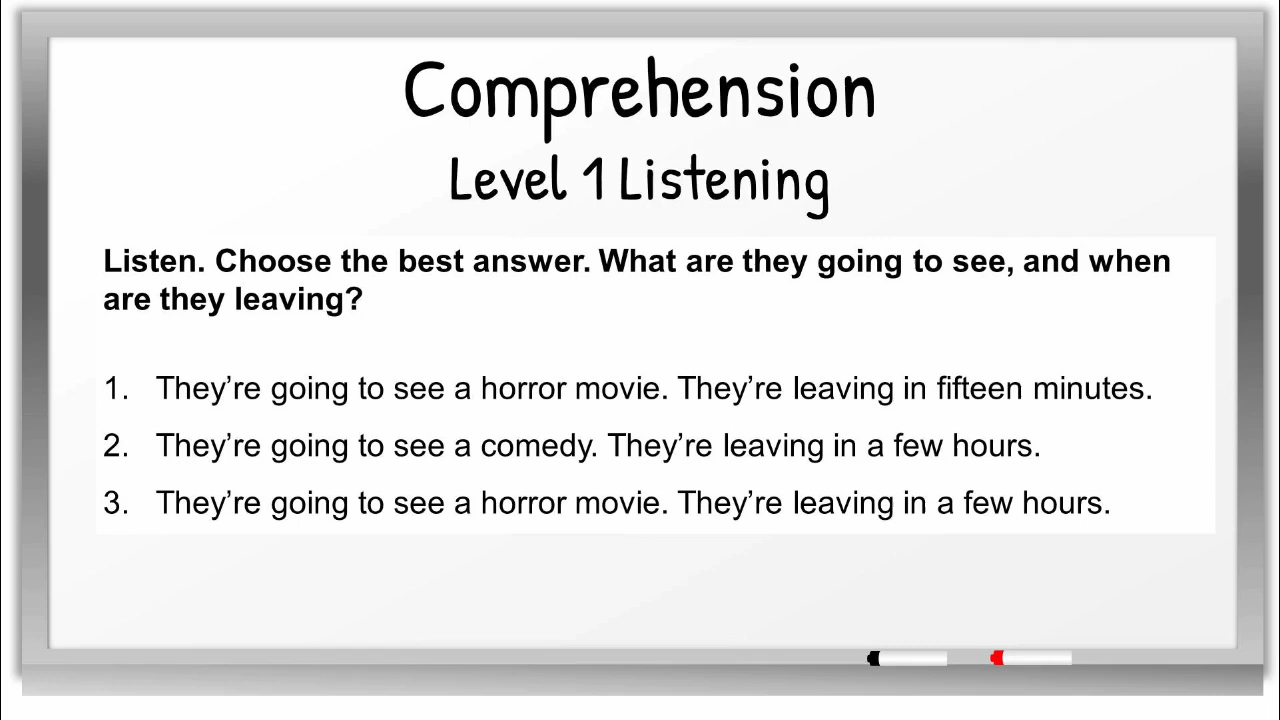 Comprehension
Level 1 Listening
Listen. Choose the best answer. What are they going to see, and when
are they leaving?
1. They’re going to see a horror movie. They’re leaving in fifteen minutes.
2. They’re going to see a comedy. They’re leaving in a few hours.
3. They’re going to see a horror movie. They’re leaving in a few hours.